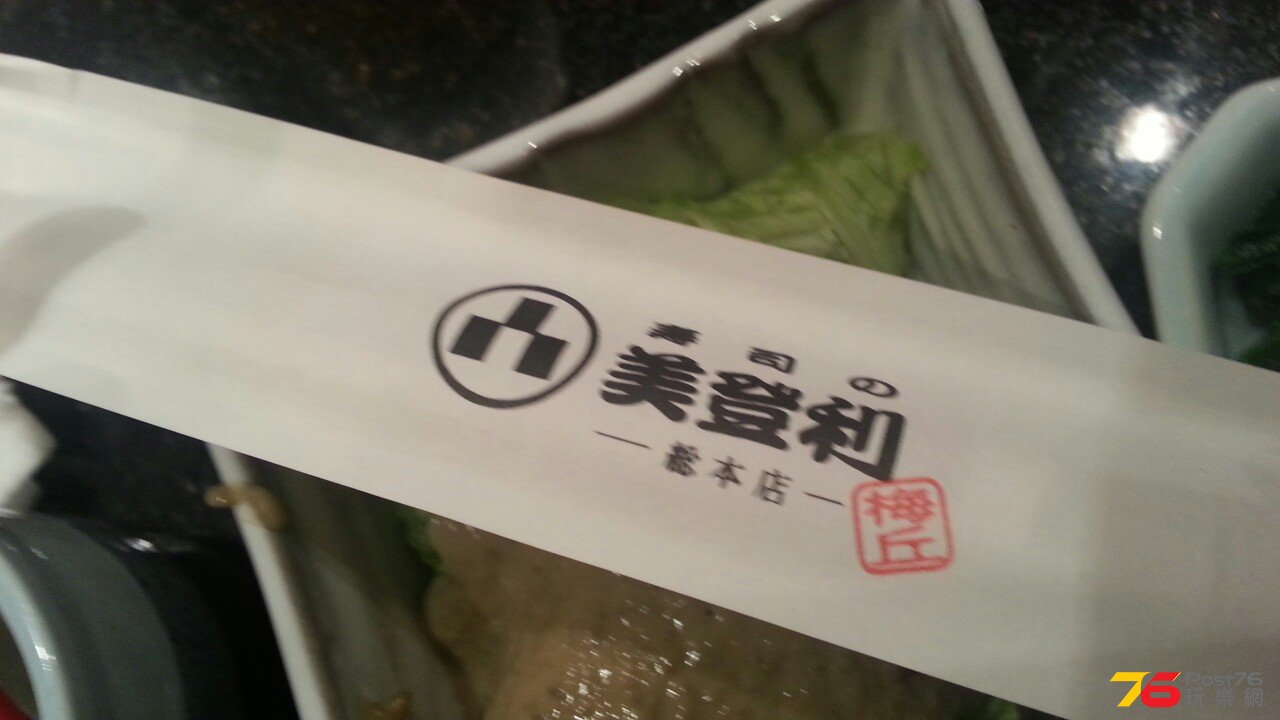 寿司の
美登利
総本店
梅丘
76 Post76
玩樂網